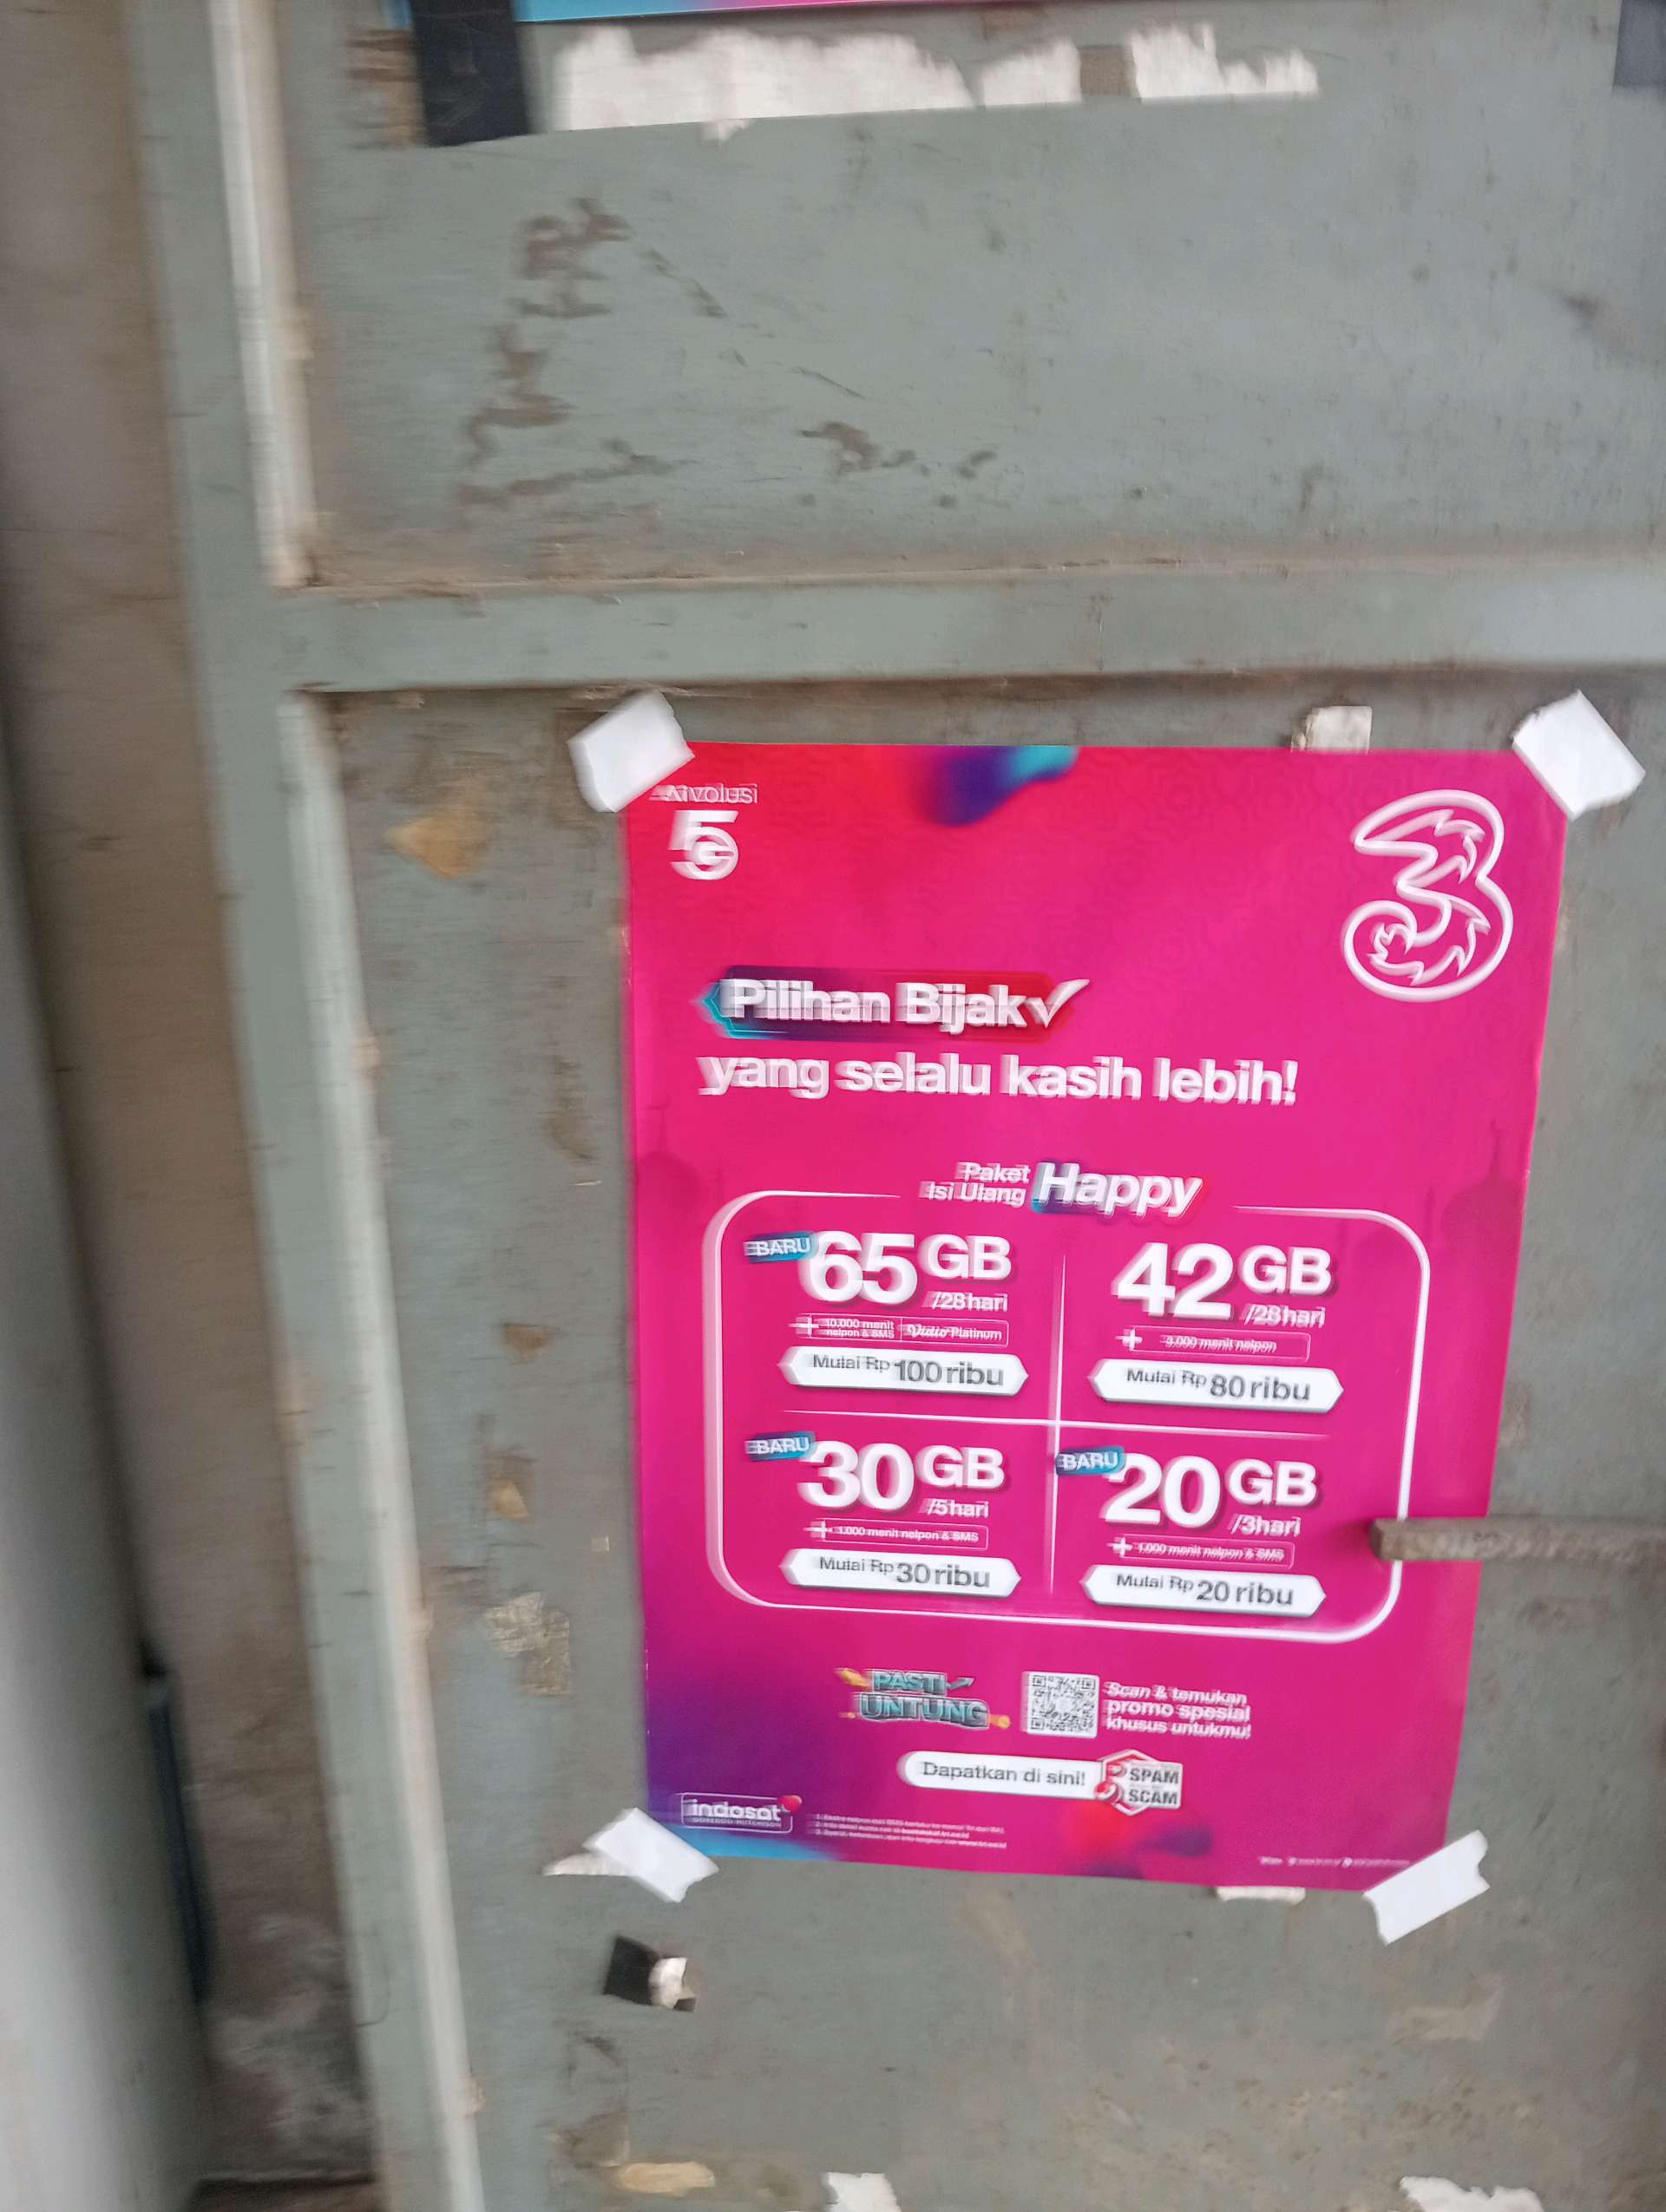 AIvolusi
5G
3
Pilihan Bijak
yang selalu kasih lebih!
Paket
Isi Ulang Happy
BARU
65 GB
/28hari
+ 10.000 menit
nelpon & SMS
Vidio Platinum
Mulai Rp 100 ribu
42 GB
/28hari
+ 3.000 menit nelpon
Mulai Rp 80 ribu
BARU
30 GB
/5hari
+ 1.000 menit nelpon & SMS
Mulai Rp 30 ribu
BARU
20 GB
/3hari
+ 1.000 menit nelpon & SMS
Mulai Rp 20 ribu
PASTI
UNTUNG
Scan & temukan
promo spesial
khusus untukmu!
Dapatkan di sini!
SPAM
SCAM
indosat
OOREDOO HUTCHISON